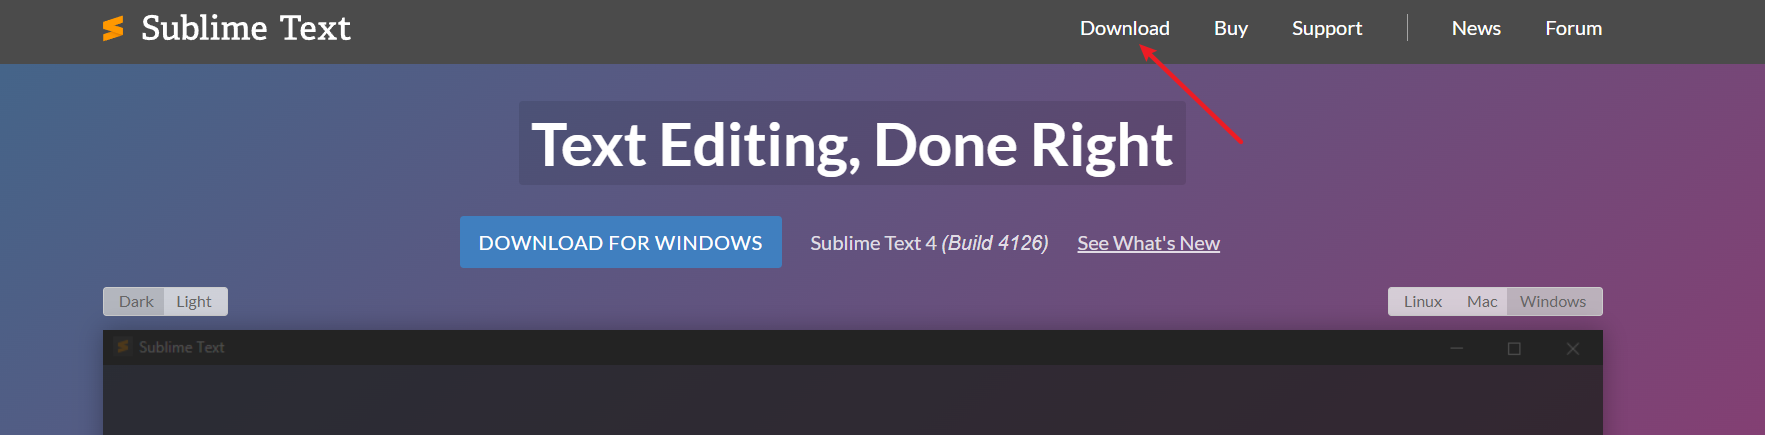 Sublime Text
Download Buy Support News Forum
Text Editing, Done Right
DOWNLOAD FOR WINDOWS Sublime Text 4 (Build 4126) See What's New
Dark Light
Linux Mac Windows
Sublime Text